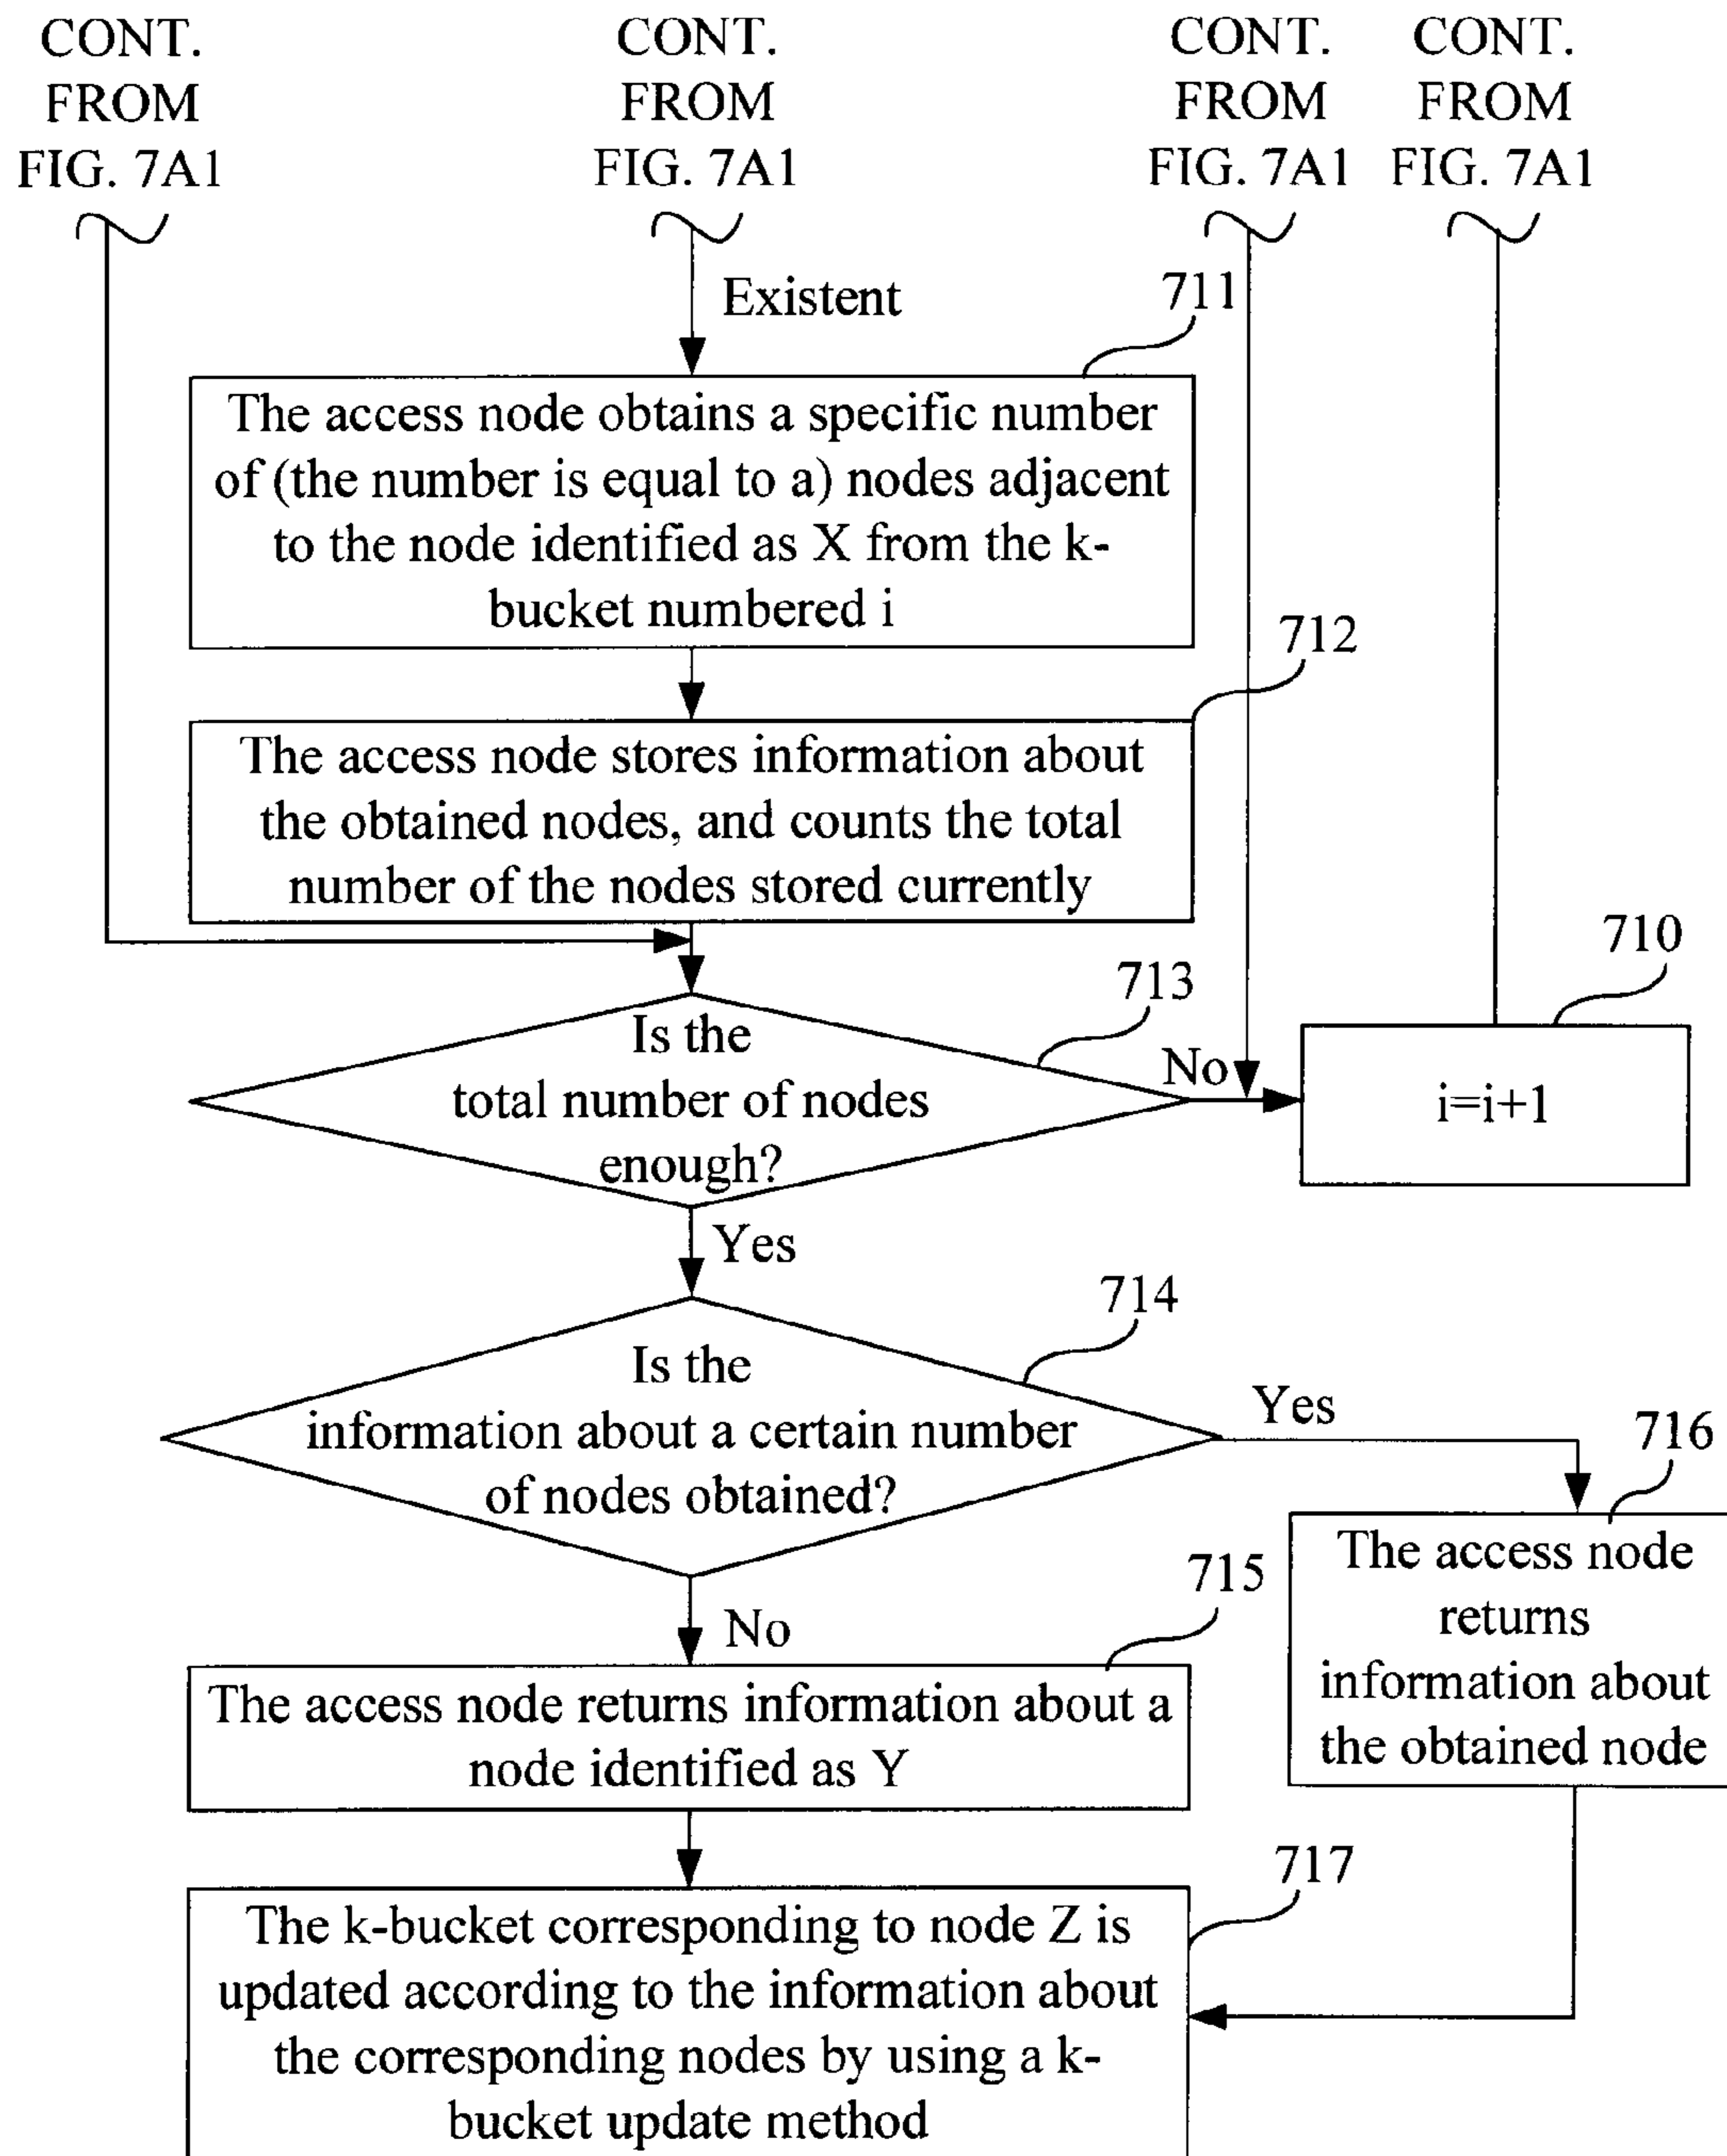 CONT.
FROM
FIG. 7A1
CONT.
FROM
FIG. 7A1
CONT.
FROM
FIG. 7A1
CONT.
FROM
FIG. 7A1
Existent
711
The access node obtains a specific number
of (the number is equal to a) nodes adjacent
to the node identified as X from the k-
bucket numbered i
712
The access node stores information about
the obtained nodes, and counts the total
number of the nodes stored currently
710
713
Is the
total number of nodes
enough?
No
i=i+1
Yes
714
Is the
information about a certain number
of nodes obtained?
Yes
716
The access node
returns
information about
the obtained node
No
715
The access node returns information about a
node identified as Y
717
The k-bucket corresponding to node Z is
updated according to the information about
the corresponding nodes by using a k-
bucket update method